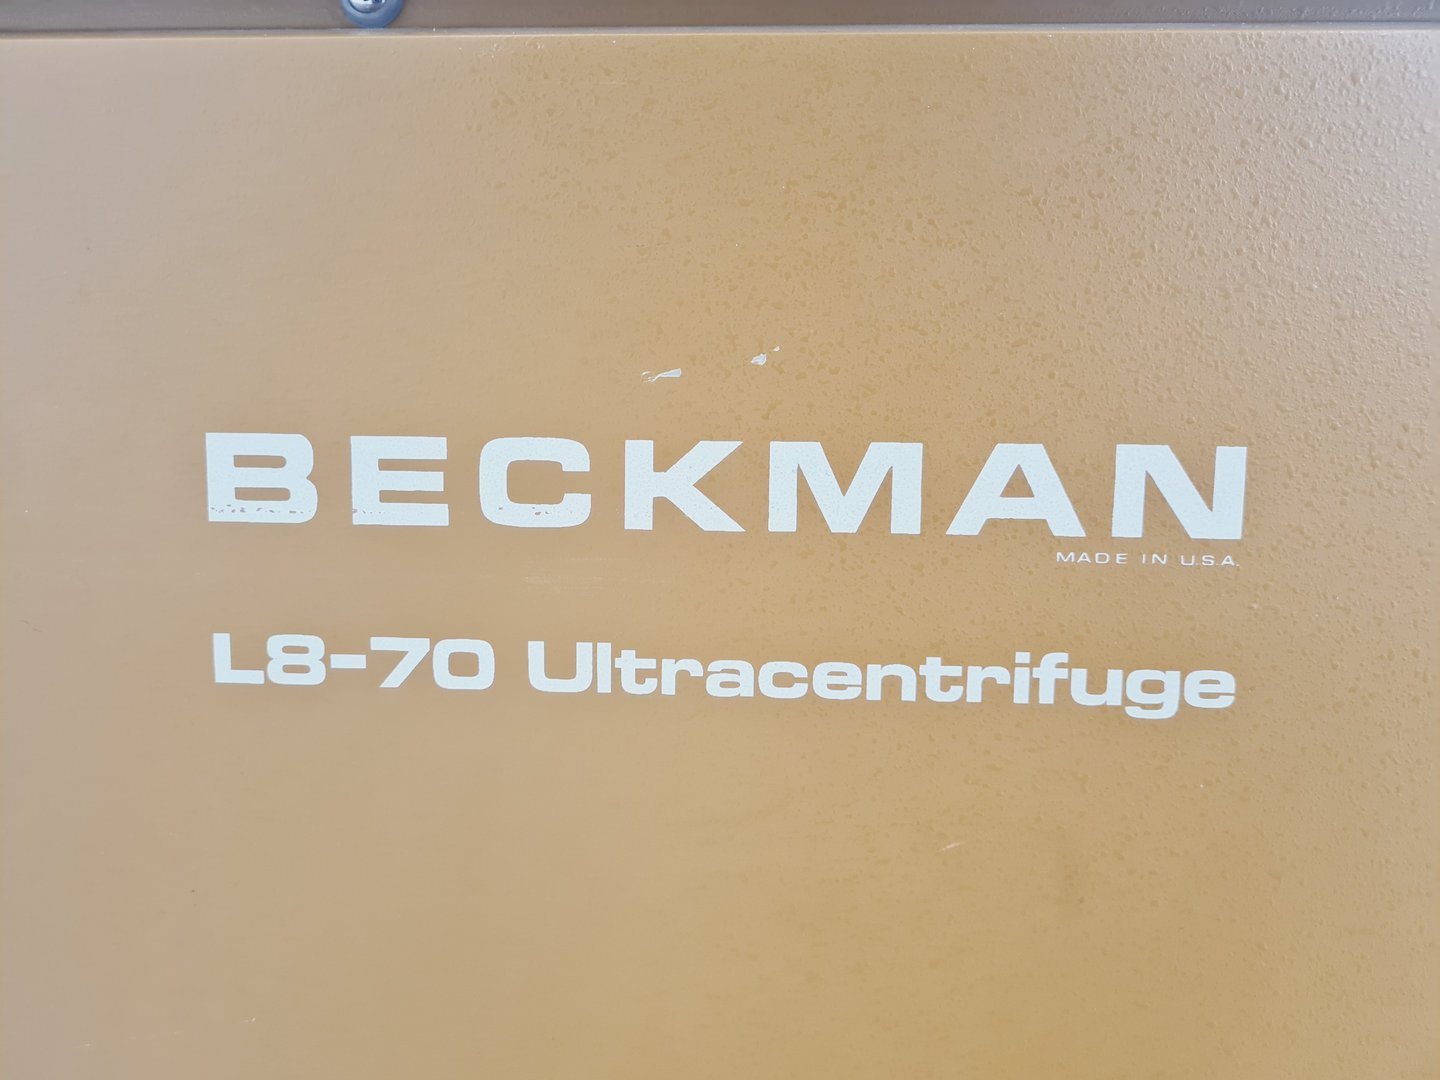 BECKMAN
MADE IN U.S.A.
L8-70 Ultracentrifuge